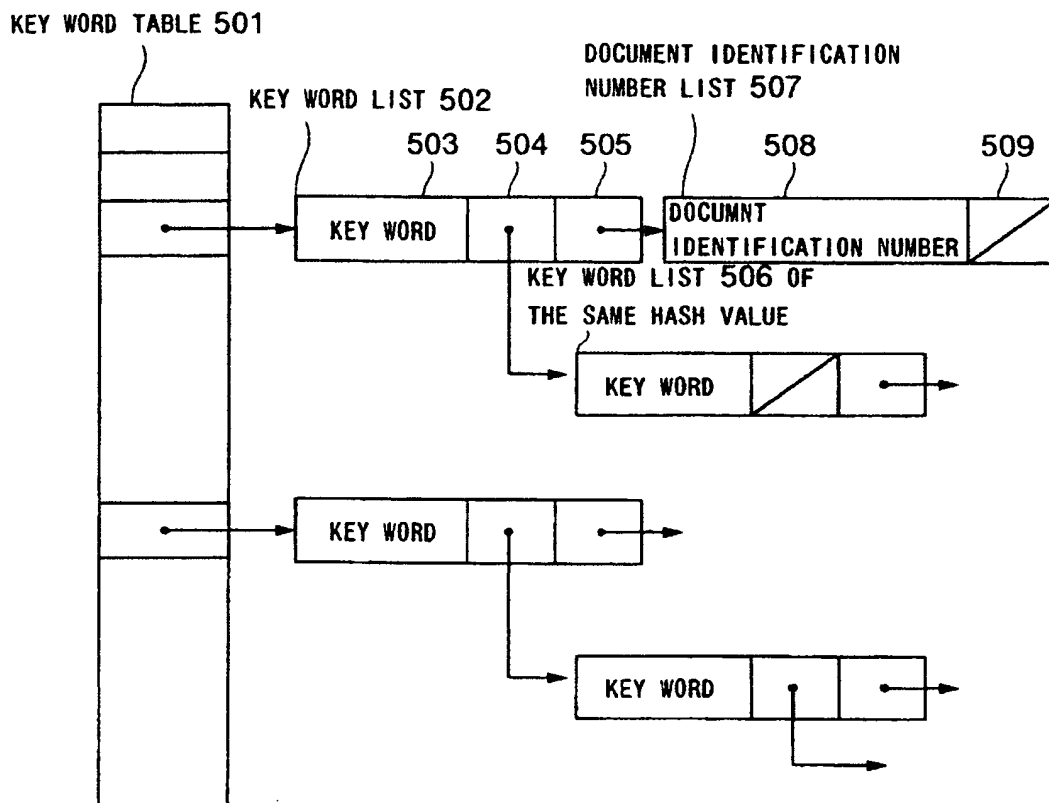 KEY WORD TABLE 501
DOCUMENT IDENTIFICATION
NUMBER LIST 507
KEY WORD LIST 502
503
504
505
508
509
KEY WORD
DOCUMNT
IDENTIFICATION NUMBER
KEY WORD LIST 506 OF
THE SAME HASH VALUE
KEY WORD
KEY WORD
KEY WORD